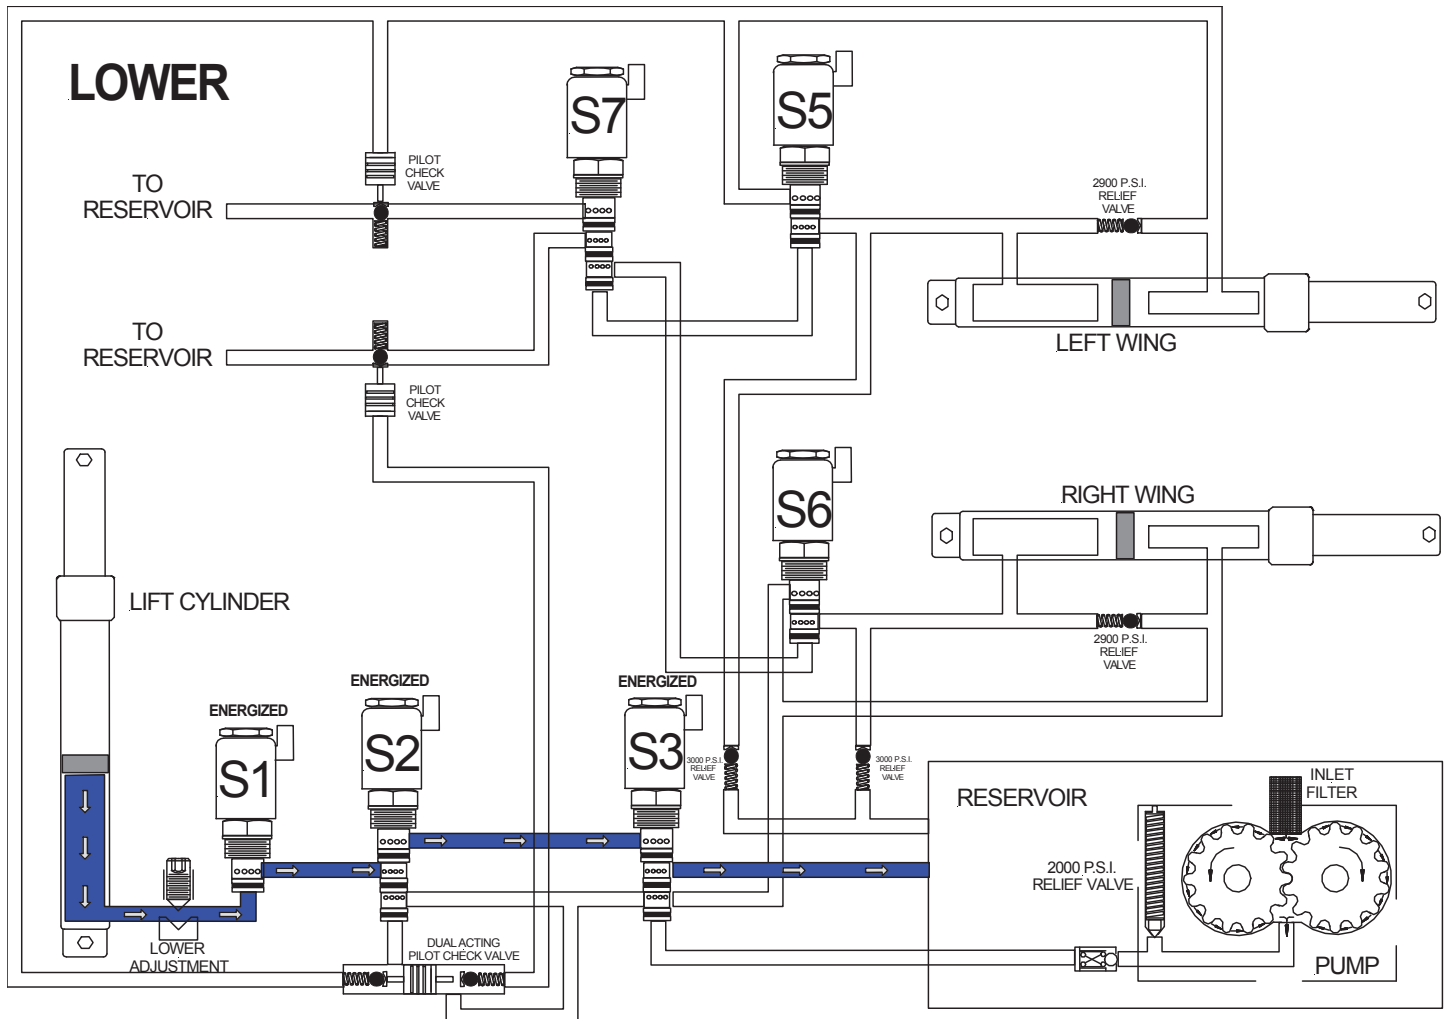 LOWER
S7
S5
PILOT
CHECK
VALVE
TO
RESERVOIR
2900 P.S.I.
RELIEF
VALVE
LEFT WING
TO
RESERVOIR
PILOT
CHECK
VALVE
RIGHT WING
S6
LIFT CYLINDER
2900 P.S.I.
RELIEF
VALVE
ENERGIZED
ENERGIZED
ENERGIZED
S1
S2
S3
3000 P.S.I.
RELIEF
VALVE
3000 P.S.I.
RELIEF
VALVE
RESERVOIR
INLET
FILTER
2000 P.S.I.
RELIEF VALVE
LOWER
ADJUSTMENT
DUAL ACTING
PILOT CHECK VALVE
PUMP